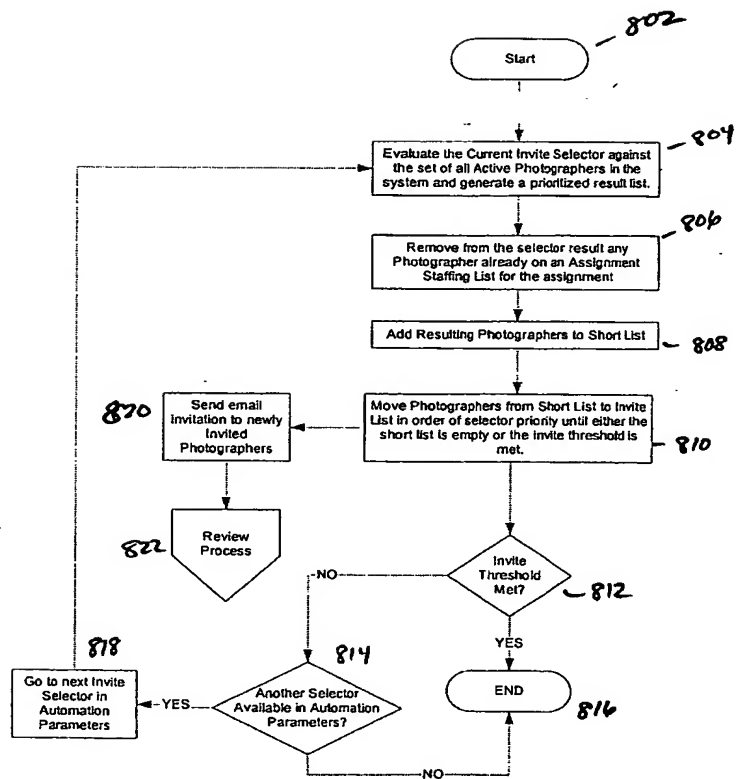 802
Start
804
Evaluate the Current Invite Selector against
the set of all Active Photographers in the
system and generate a prioritized result list.
806
Remove from the selector result any
Photographer already on an Assignment
Staffing List for the assignment
Add Resulting Photographers to Short List
808
820
Send email
invitation to newly
Invited
Photographers
Move Photographers from Short List to Invite
List in order of selector priority until either the
short list is empty or the invite threshold is
met.
810
822
Review
Process
Invite
Threshold
Met?
812
NO
YES
818
Go to next Invite
Selector in
Automation
Parameters
YES
814
Another Selector
Available in Automation
Parameters?
END
816
NO